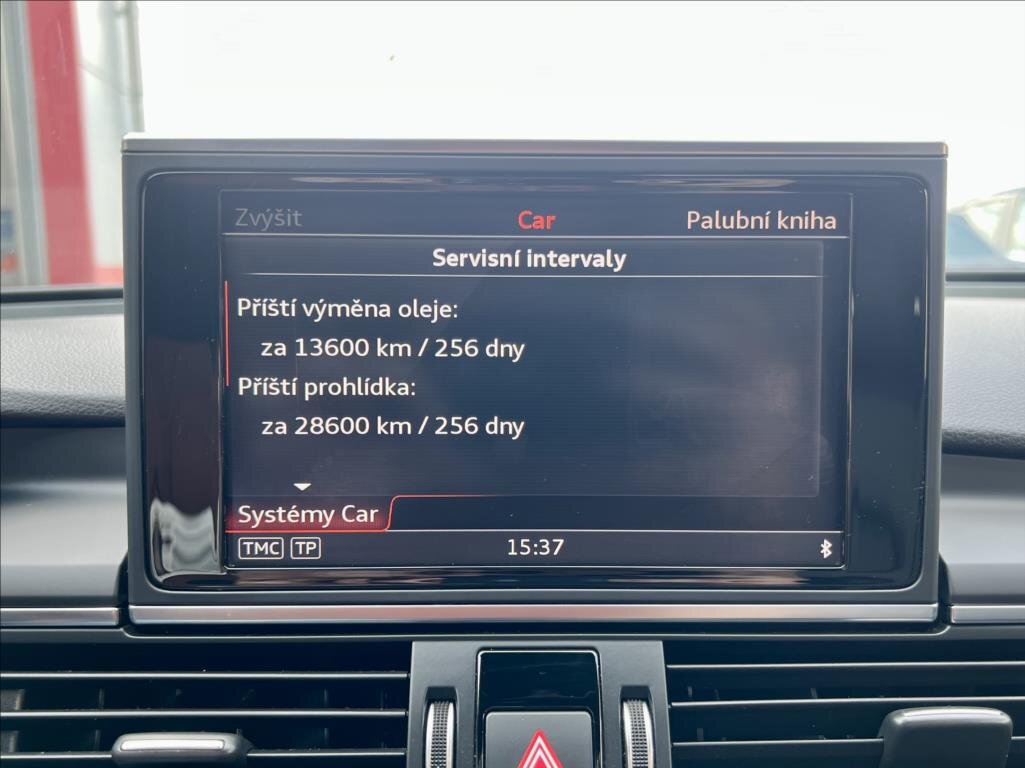 Zvýšit Car Palubní kniha
Servisní intervaly
Příští výměna oleje:
za 13600 km / 256 dny
Příští prohlídka:
za 28600 km / 256 dny
Systémy Car
TMC TP 15:37